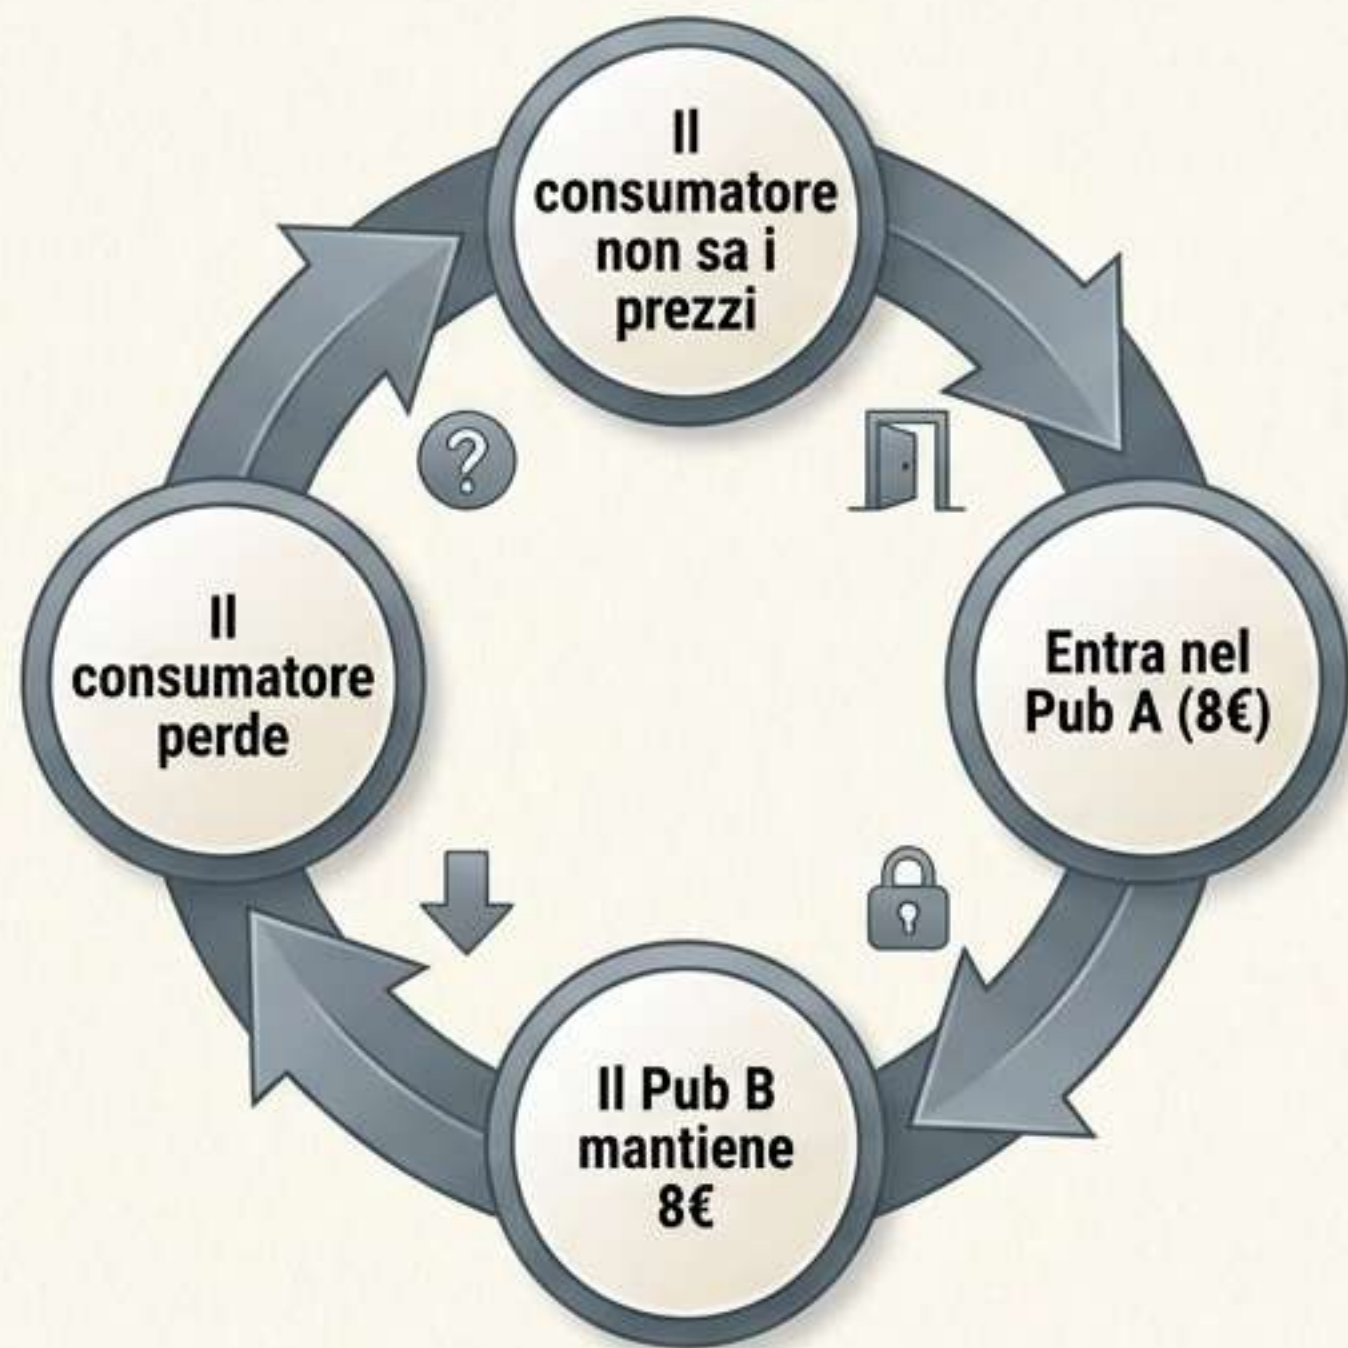 Il
consumatore
non sa i
prezzi
Entra nel
Pub A (8€)
Il Pub B
mantiene
8€
Il
consumatore
perde
?